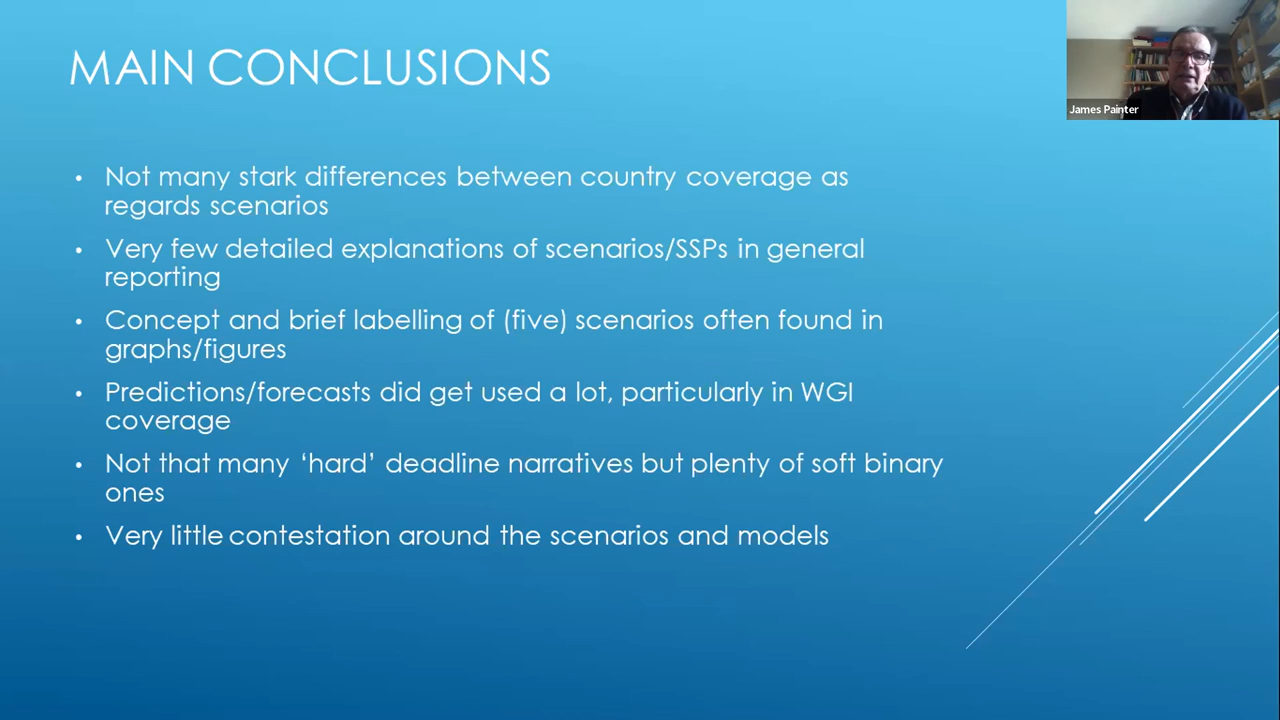 MAIN CONCLUSIONS
James Painter
• Not many stark differences between country coverage as
regards scenarios
• Very few detailed explanations of scenarios/SSPs in general
reporting
• Concept and brief labelling of (five) scenarios often found in
graphs/figures
• Predictions/forecasts did get used a lot, particularly in WGI
coverage
• Not that many ‘hard’ deadline narratives but plenty of soft binary
ones
• Very little contestation around the scenarios and models